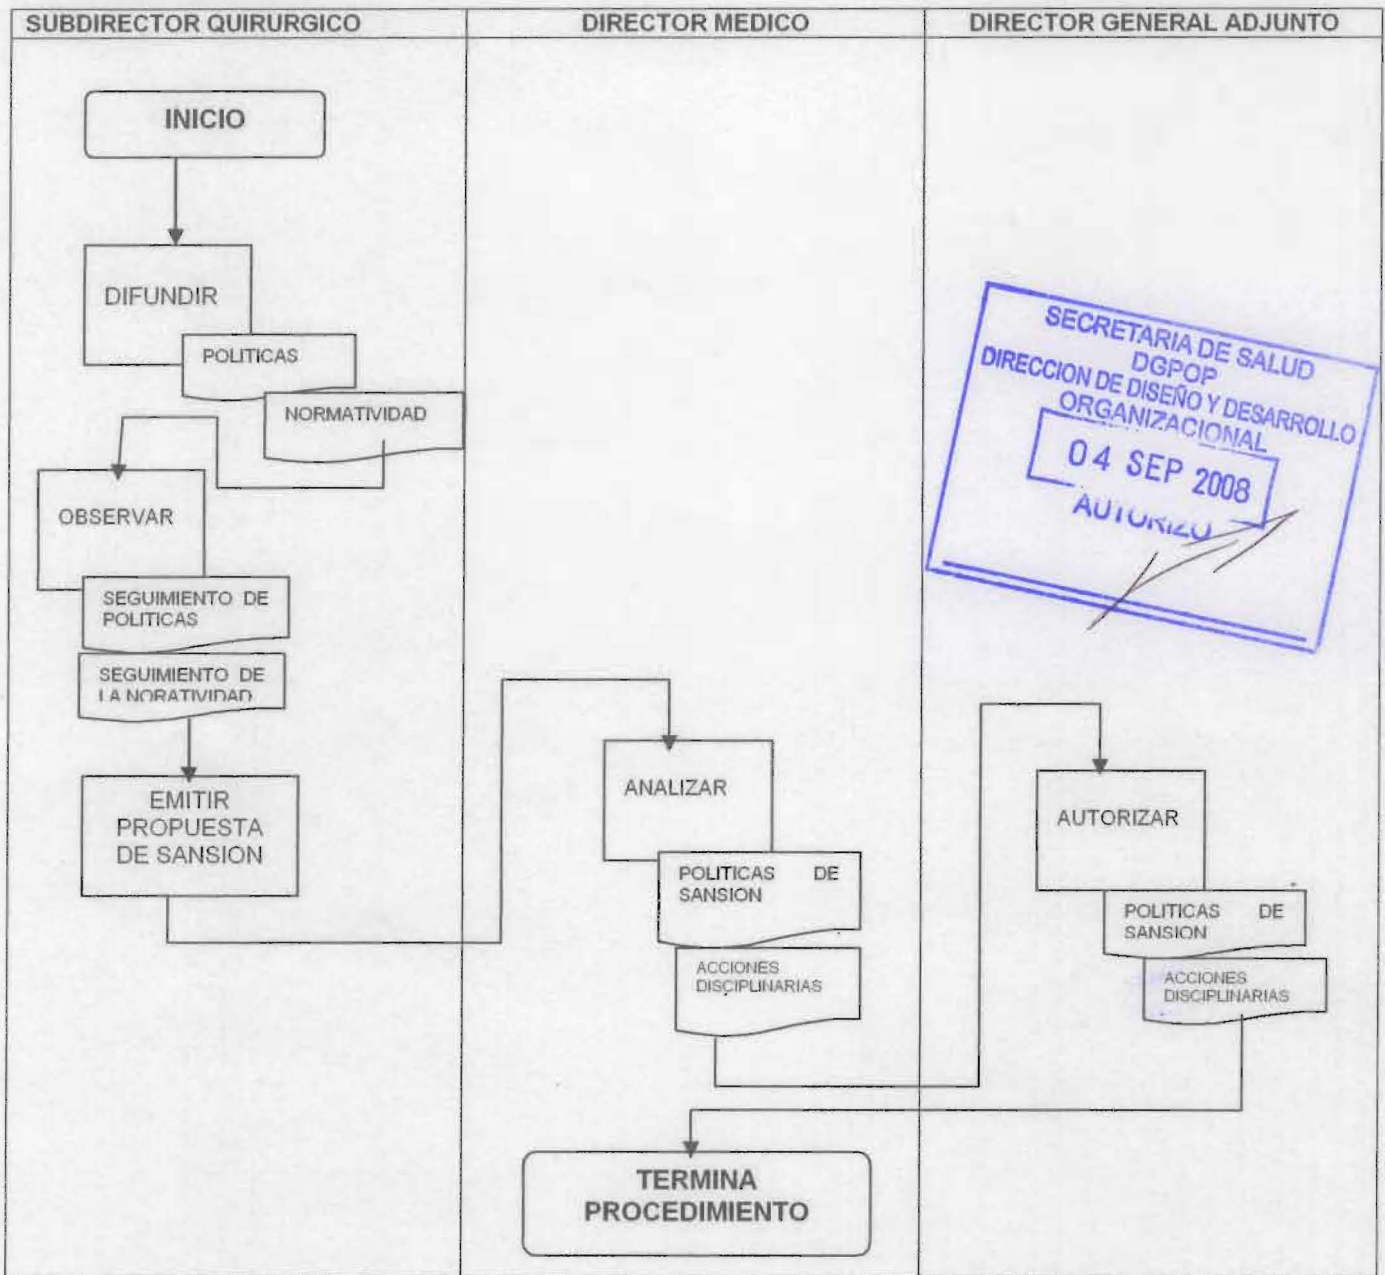 SUBDIRECTOR QUIRURGICO
DIRECTOR MEDICO
DIRECTOR GENERAL ADJUNTO
INICIO
DIFUNDIR
POLITICAS
NORMATIVIDAD
OBSERVAR
SEGUIMIENTO DE
POLITICAS
SEGUIMIENTO DE
LA NORATIVIDAD
EMITIR
PROPUESTA
DE SANSION
ANALIZAR
POLITICAS DE
SANSION
ACCIONES
DISCIPLINARIAS
SECRETARIA DE SALUD
DGPOP
DIRECCION DE DISEÑO Y DESARROLLO
ORGANIZACIONAL
04 SEP 2008
AUTORIZO
AUTORIZAR
POLITICAS DE
SANSION
ACCIONES
DISCIPLINARIAS
TERMINA
PROCEDIMIENTO